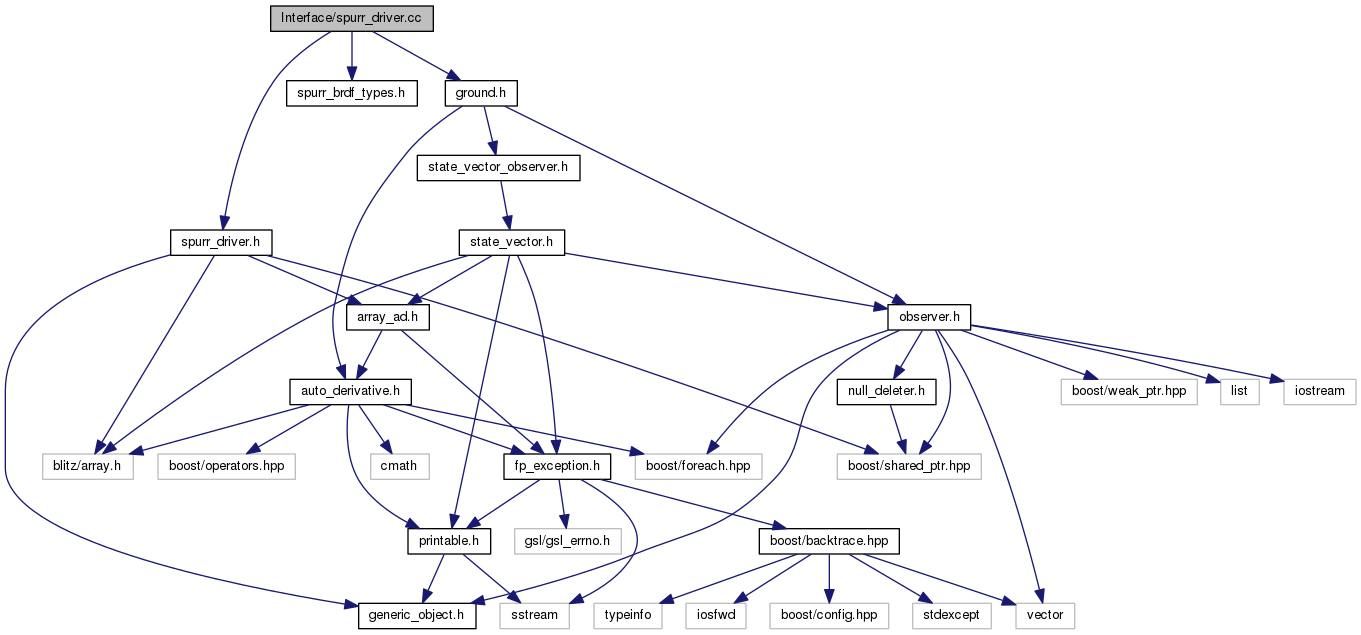 Interface/spurr_driver.cc
spurr_brdf_types.h
ground.h
state_vector_observer.h
spurr_driver.h
state_vector.h
array_ad.h
observer.h
auto_derivative.h
null_deleter.h
boost/weak_ptr.hpp
list
iostream
blitz/array.h
boost/operators.hpp
cmath
fp_exception.h
boost/foreach.hpp
boost/shared_ptr.hpp
printable.h
gsl/gsl_errno.h
boost/backtrace.hpp
generic_object.h
sstream
typeinfo
iosfwd
boost/config.hpp
stdexcept
vector